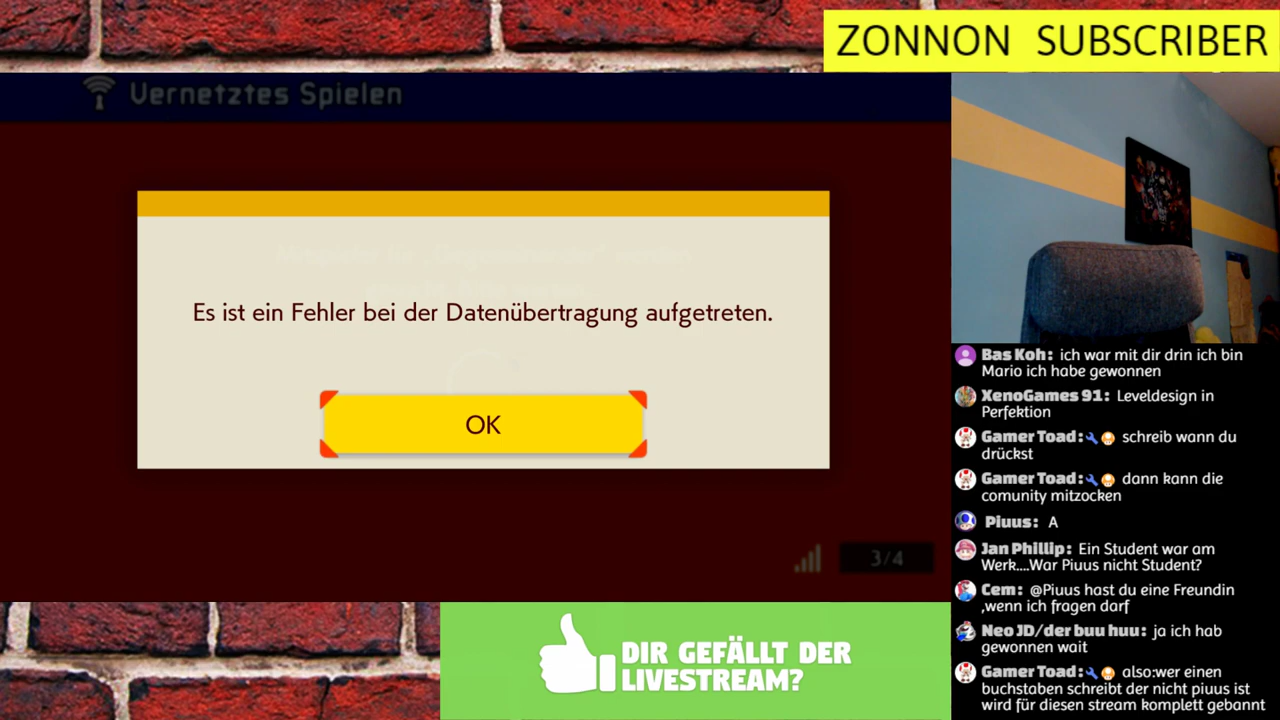 ZONNON SUBSCRIBER
Vernetztes Spielen
Es ist ein Fehler bei der Datenübertragung aufgetreten.
OK
3/4
DIR GEFÄLLT DER
LIVESTREAM?
Bas Koh: ich war mit dir drin ich bin
Mario ich habe gewonnen
XenoGames 91: Leveldesign in
Perfektion
Gamer Toad: schreib wann du
drückst
Gamer Toad: dann kann die
comunity mitzocken
Piuus: A
Jan Phillip: Ein Student war am
Werk....War Piuus nicht Student?
Cem: @Piuus hast du eine Freundin
,wenn ich fragen darf
Neo JD/der buu huu: ja ich hab
gewonnen wait
Gamer Toad: also:wer einen
buchstaben schreibt der nicht piuus ist
wird für diesen stream komplett gebannt